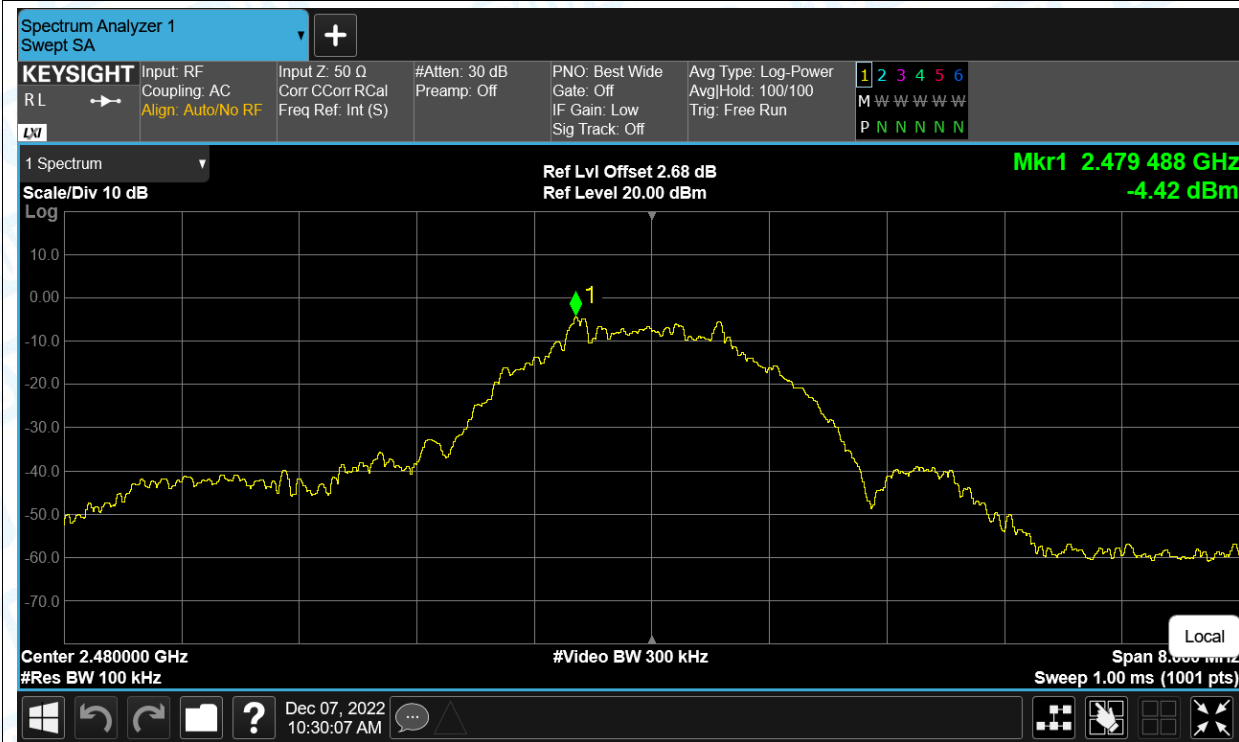 Spectrum Analyzer 1
Swept SA
KEYSIGHT
R L
LXI
Input: RF
Coupling: AC
Align: Auto/No RF
Input Z: 50 Ω
Corr CCorr RCal
Freq Ref: Int (S)
#Atten: 30 dB
Preamp: Off
PNO: Best Wide
Gate: Off
IF Gain: Low
Sig Track: Off
Avg Type: Log-Power
Avg|Hold: 100/100
Trig: Free Run
1 2 3 4 5 6
M W W W W W
P N N N N N
1 Spectrum
Scale/Div 10 dB
Log
Ref Lvl Offset 2.68 dB
Ref Level 20.00 dBm
Mkr1 2.479 488 GHz
-4.42 dBm
1
10.0
0.00
-10.0
-20.0
-30.0
-40.0
-50.0
-60.0
-70.0
Local
Center 2.480000 GHz
#Res BW 100 kHz
#Video BW 300 kHz
Span 8.000 MHz
Sweep 1.00 ms (1001 pts)
?
Dec 07, 2022
10:30:07 AM